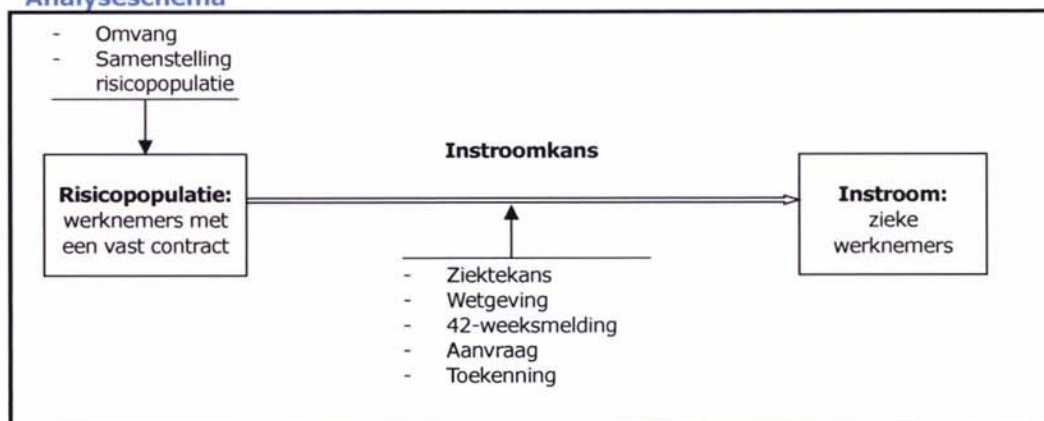 Analyseschema
- Omvang
- Samenstelling
risicopopulatie
Instroomkans
Risicopopulatie:
werknemers met
een vast contract
Instroom:
zieke
werknemers
- Ziektekans
- Wetgeving
- 42-weeksmelding
- Aanvraag
- Toekenning